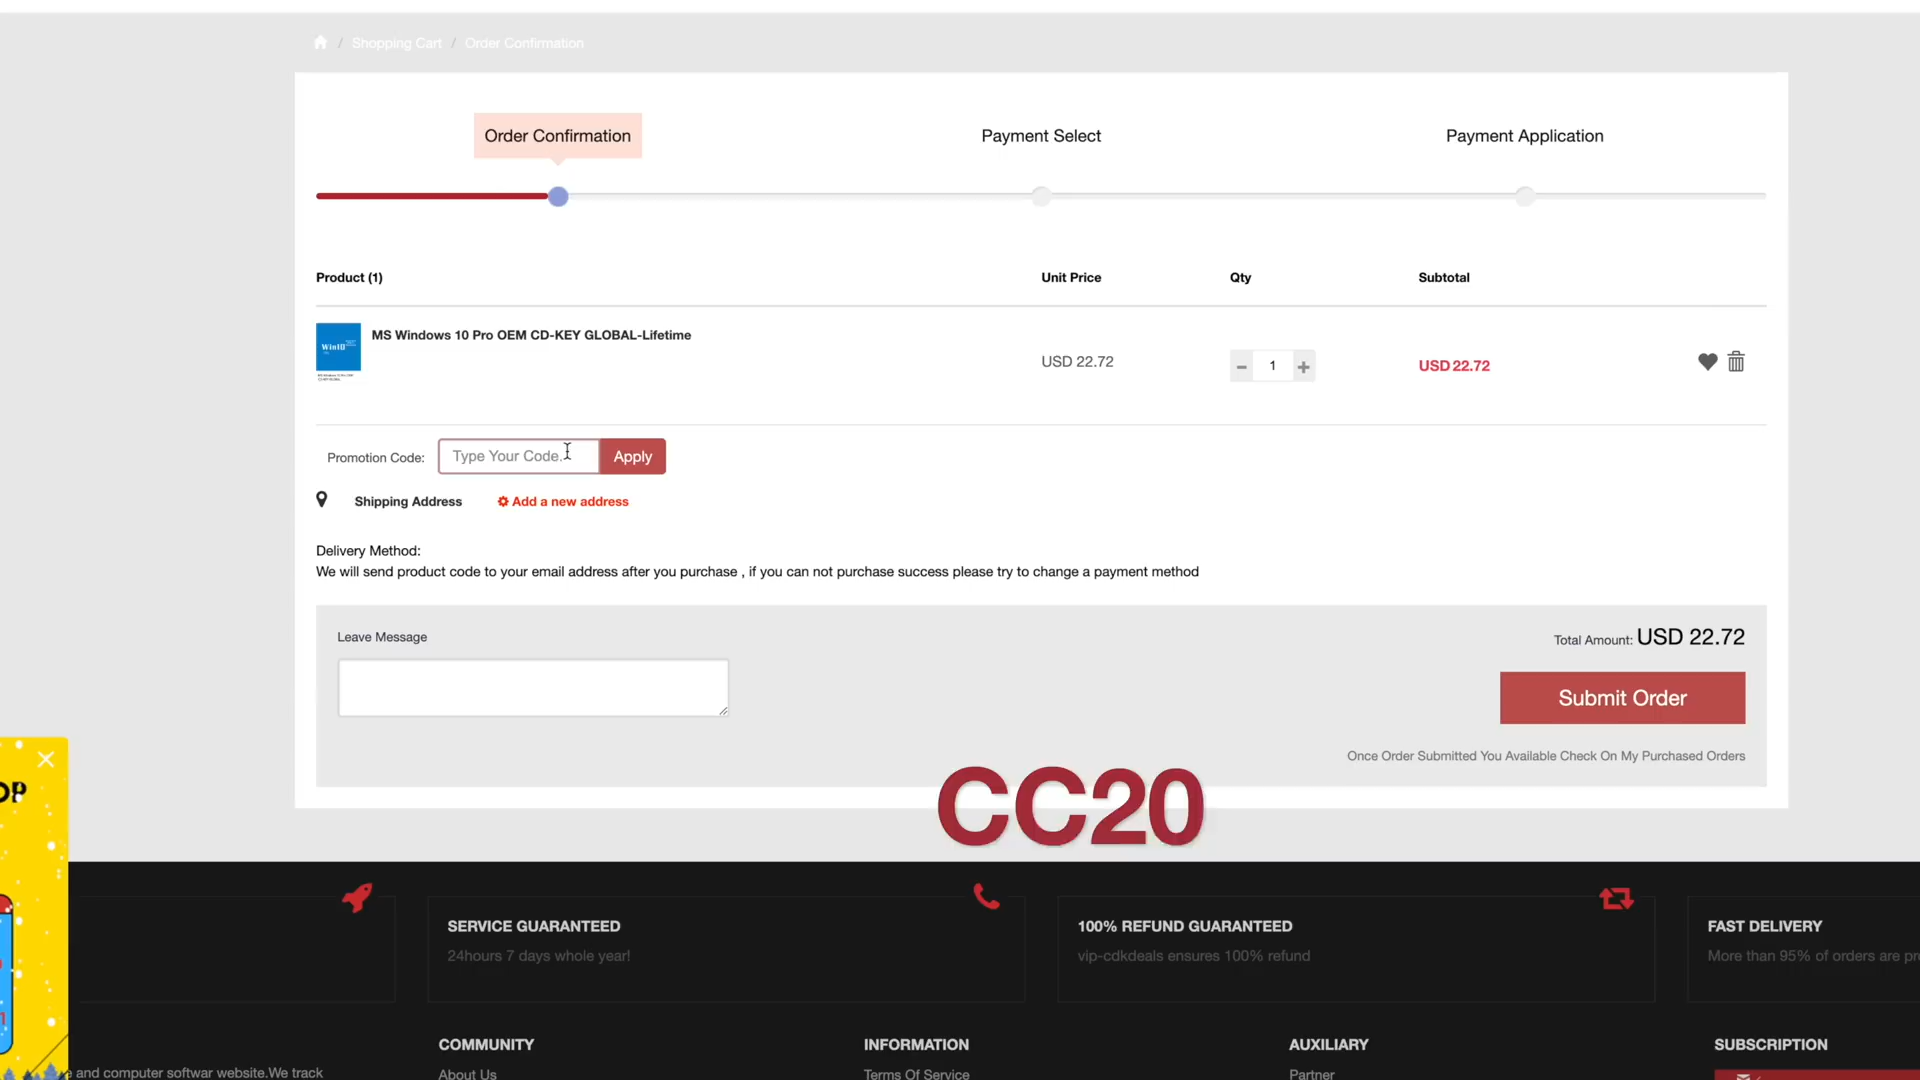 / Shopping Cart / Order Confirmation
Order Confirmation
Payment Select
Payment Application
Product (1)
Unit Price
Qty
Subtotal
Win10
MS Windows 10 Pro OEM CD-KEY GLOBAL-Lifetime
USD 22.72
− 1 +
USD 22.72
Promotion Code:
Type Your Code.
Apply
Shipping Address
Add a new address
Delivery Method:
We will send product code to your email address after you purchase , if you can not purchase success please try to change a payment method
Leave Message
Total Amount: USD 22.72
Submit Order
Once Order Submitted You Available Check On My Purchased Orders
CC20
OP
SERVICE GUARANTEED
24hours 7 days whole year!
100% REFUND GUARANTEED
vip-cdkdeals ensures 100% refund
FAST DELIVERY
More than 95% of orders are pr
COMMUNITY
INFORMATION
AUXILIARY
SUBSCRIPTION
e and computer softwar website.We track
About Us
Terms Of Service
Partner